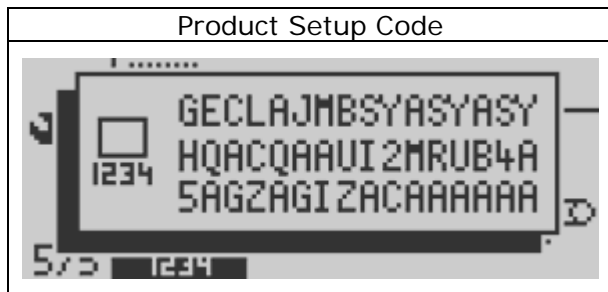 Product Setup Code
GECLAJMBSYASYASY
HQACQAAUI2MRUB4A
1234
5AGZAGIZACAAAAAA
1234